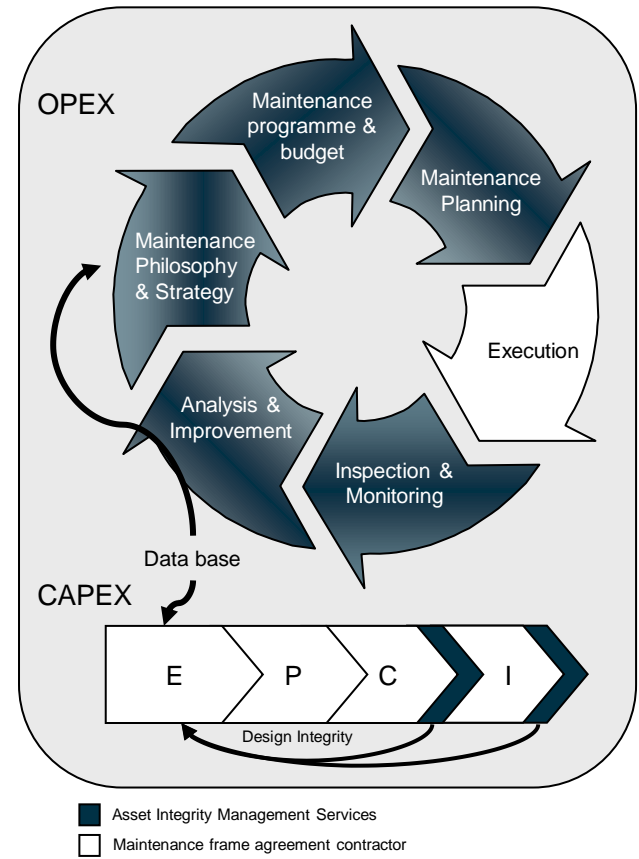 OPEX
Maintenance
programme &
budget
Maintenance
Planning
Maintenance
Philosophy
& Strategy
Execution
Analysis &
Improvement
Inspection &
Monitoring
Data base
CAPEX
E P C I
Design Integrity
Asset Integrity Management Services
Maintenance frame agreement contractor